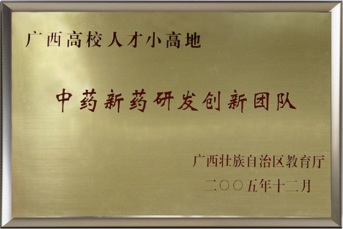 广西高校人才小高地
中药新药研发创新团队
广西壮族自治区教育厅
二〇〇五年十二月